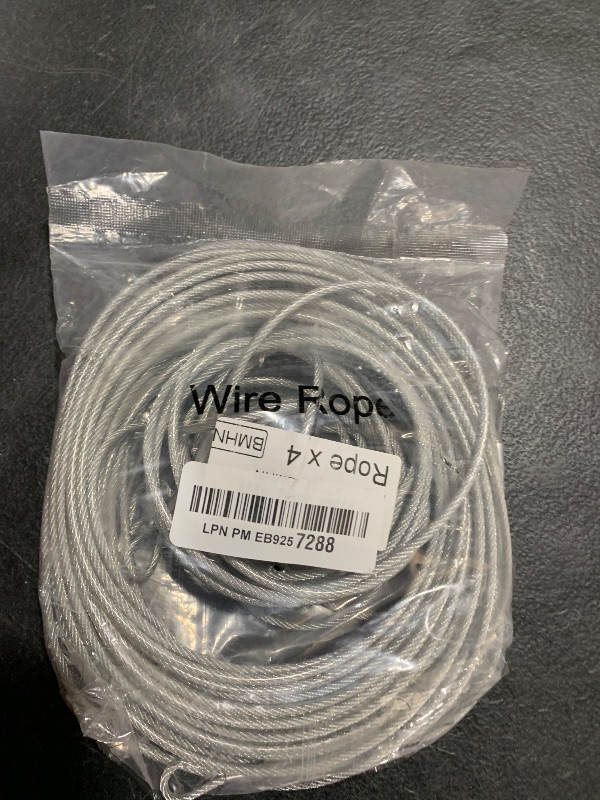 Wire Rope
BMHN
Rope x 4
LPN PM EB925 7288